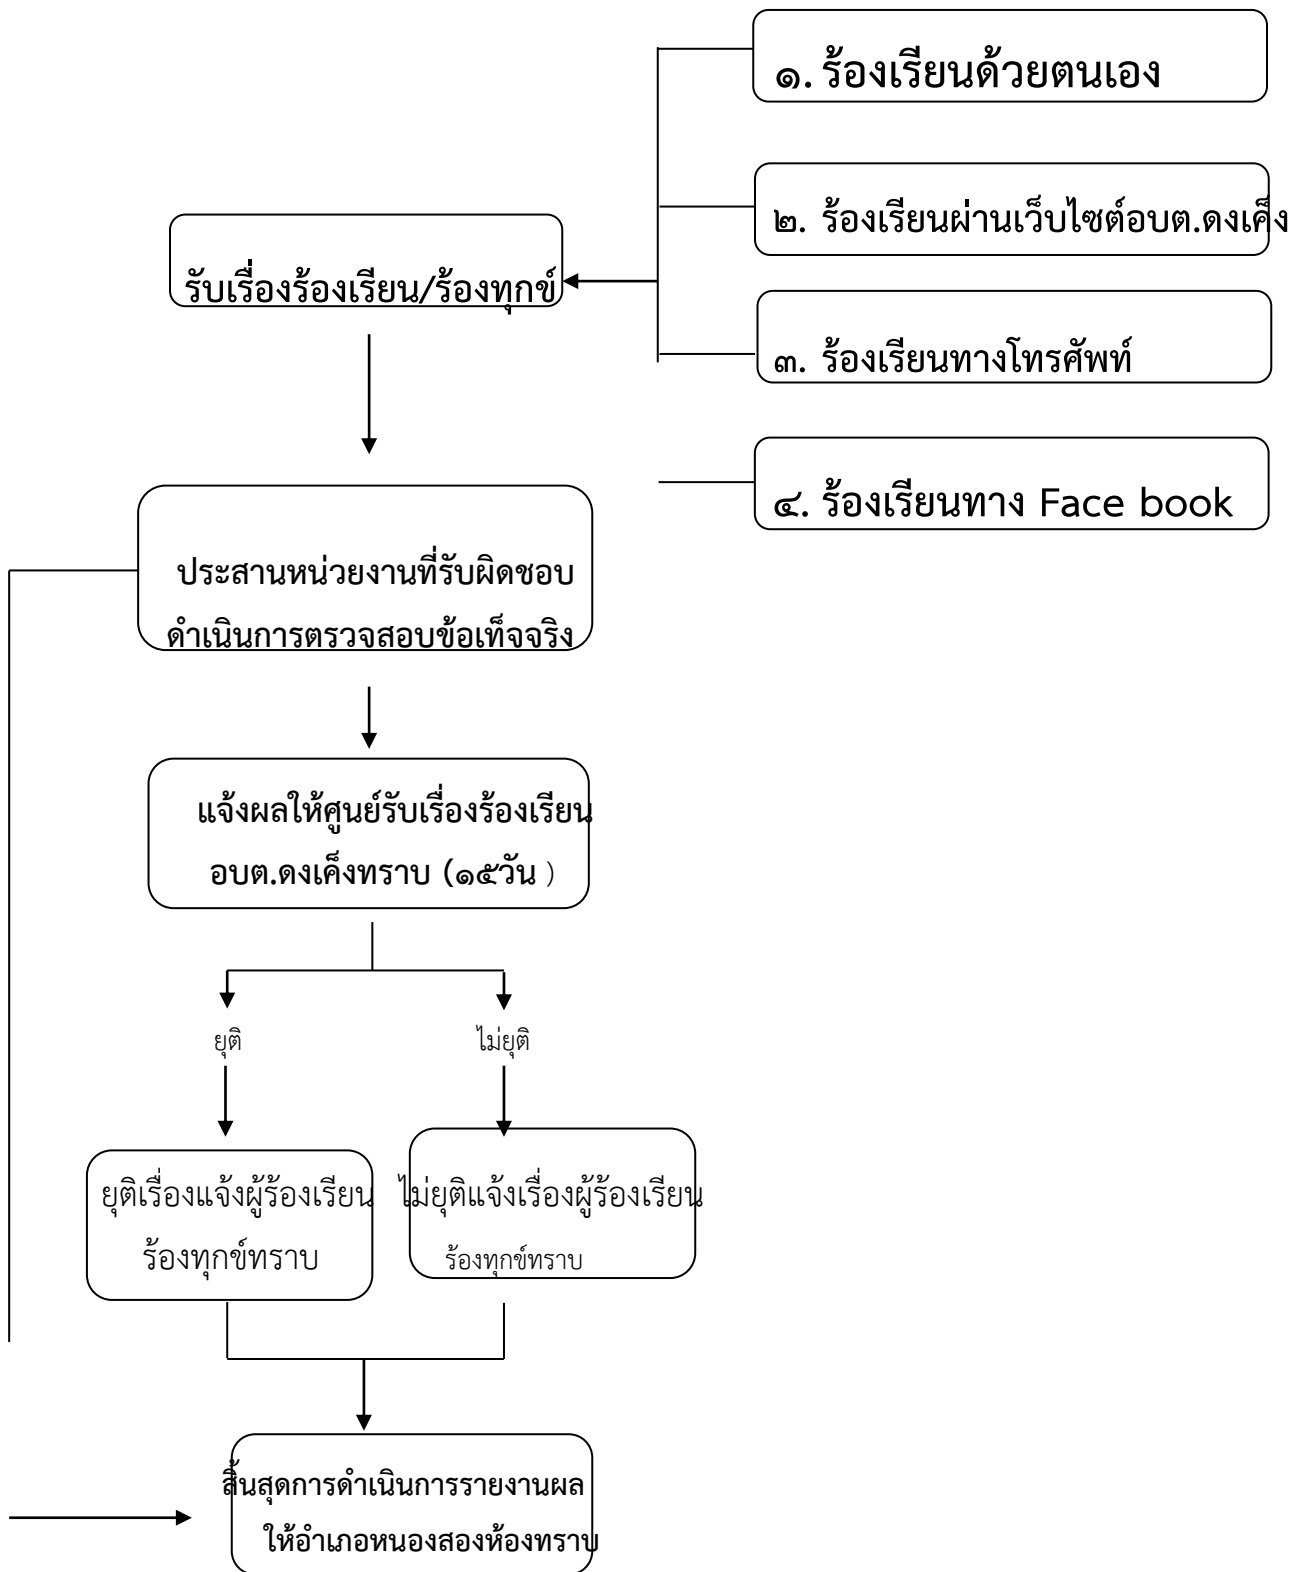 ๑. ร้องเรียนด้วยตนเอง
๒. ร้องเรียนผ่านเว็บไซต์อบต.ดงเค็ง
รับเรื่องร้องเรียน/ร้องทุกข์
๓. ร้องเรียนทางโทรศัพท์
๔. ร้องเรียนทาง Face book
ประสานหน่วยงานที่รับผิดชอบ
ดำเนินการตรวจสอบข้อเท็จจริง
แจ้งผลให้ศูนย์รับเรื่องร้องเรียน
อบต.ดงเค็งทราบ (๑๕วัน )
ยุติ
ไม่ยุติ
ยุติเรื่องแจ้งผู้ร้องเรียน
ร้องทุกข์ทราบ
ไม่ยุติแจ้งเรื่องผู้ร้องเรียน
ร้องทุกข์ทราบ
สิ้นสุดการดำเนินการรายงานผล
ให้อำเภอหนองสองห้องทราบ